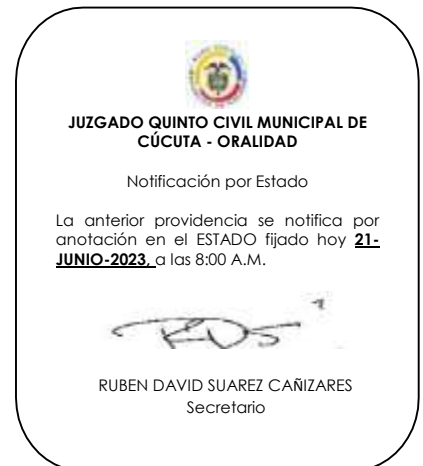 JUZGADO QUINTO CIVIL MUNICIPAL DE
CÚCUTA - ORALIDAD
Notificación por Estado
La anterior providencia se notifica por
anotación en el ESTADO fijado hoy 21-
JUNIO-2023, a las 8:00 A.M.
RUBEN DAVID SUAREZ CAÑIZARES
Secretario